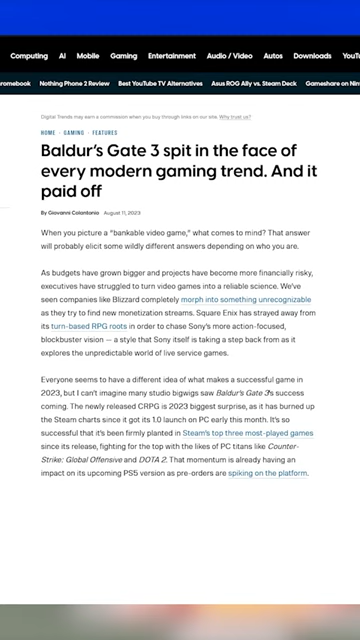 Computing AI Mobile Gaming Entertainment Audio / Video Autos Downloads
Nothing Phone 2 Review Best YouTube TV Alternatives Asus ROG Ally vs. Steam Deck Gameshare on
Digital Trends may earn a commission when you buy through links on our site. Why trust us?
HOME · GAMING · FEATURES
Baldur's Gate 3 spit in the face of
every modern gaming trend. And it
paid off
By Giovanni Colantonio August 11, 2023
When you picture a "bankable video game," what comes to mind? That answer
will probably elicit some wildly different answers depending on who you are.
As budgets have grown bigger and projects have become more financially risky,
executives have struggled to turn video games into a reliable science. We've
seen companies like Blizzard completely morph into something unrecognizable
as they try to find new monetization streams. Square Enix has strayed away from
its turn-based RPG roots in order to chase Sony's more action-focused,
blockbuster vision -- a style that Sony itself is taking a step back from as it
explores the unpredictable world of live service games.
Everyone seems to have a different idea of what makes a successful game in
2023, but I can't imagine many studio bigwigs saw Baldur's Gate 3's success
coming. The newly released CRPG is 2023 biggest surprise, as it has burned up
the Steam charts since it got its 1.0 launch on PC early this month. It's so
successful that it's been firmly planted in Steam's top three most-played games
since its release, fighting for the top with the likes of PC titans like Counter-
Strike: Global Offensive and DOTA 2. That momentum is already having an
impact on its upcoming PS5 version as pre-orders are spiking on the platform.